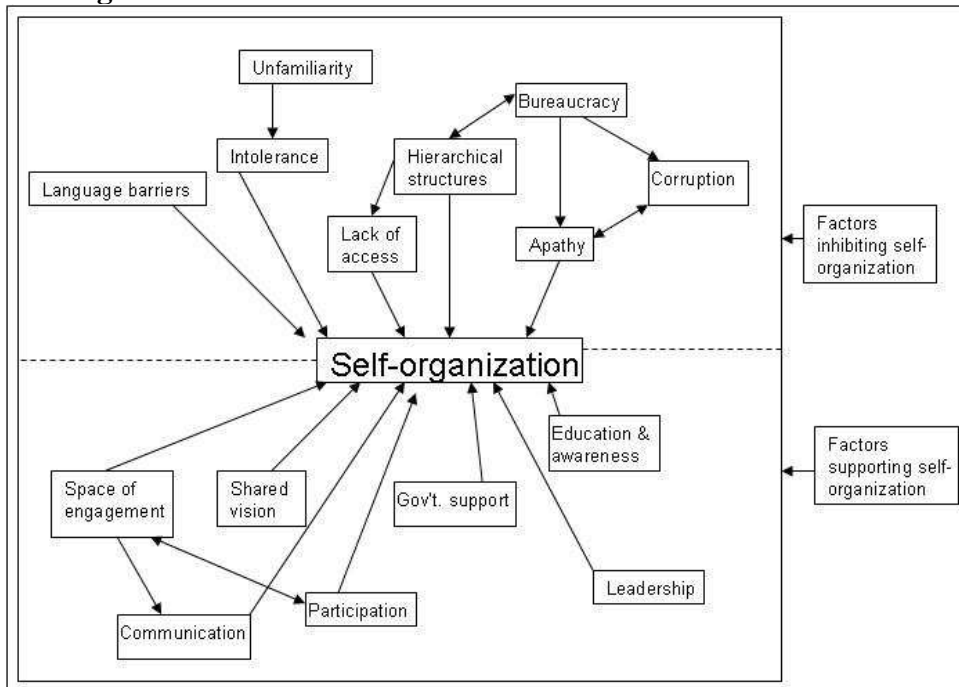 Unfamiliarity
Bureaucracy
Intolerance
Hierarchical
structures
Corruption
Language barriers
Lack of
access
Apathy
Factors
inhibiting self-
organization
Self-organization
Education &
awareness
Factors
supporting self-
organization
Space of
engagement
Shared
vision
Gov't. support
Leadership
Participation
Communication